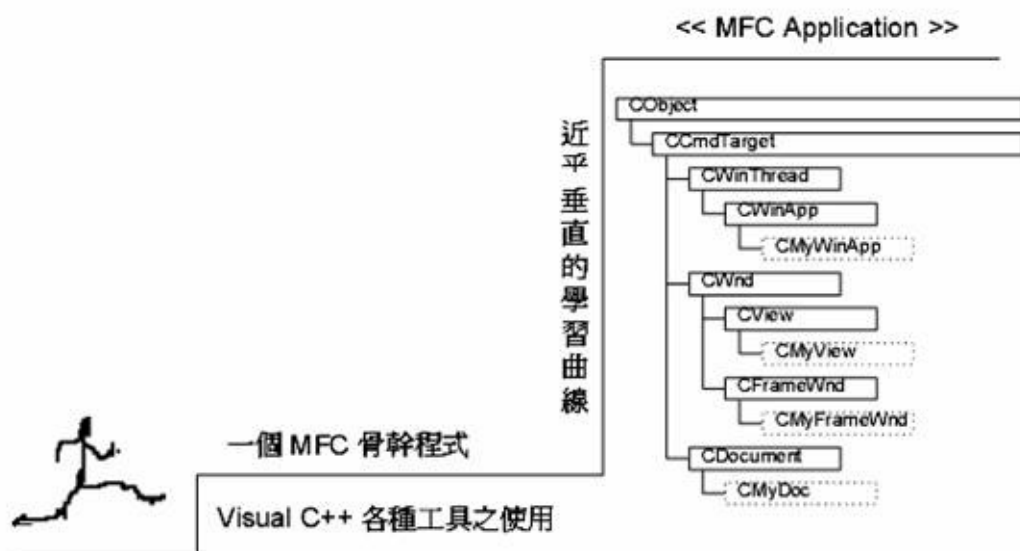 << MFC Application >>
CObject
CCmdTarget
CWinThread
CWinApp
CMyWinApp
CWnd
CView
CMyView
CFrameWnd
CMyFrameWnd
CDocument
CMyDoc
近乎垂直的學習曲線
一個 MFC 骨幹程式
Visual C++ 各種工具之使用